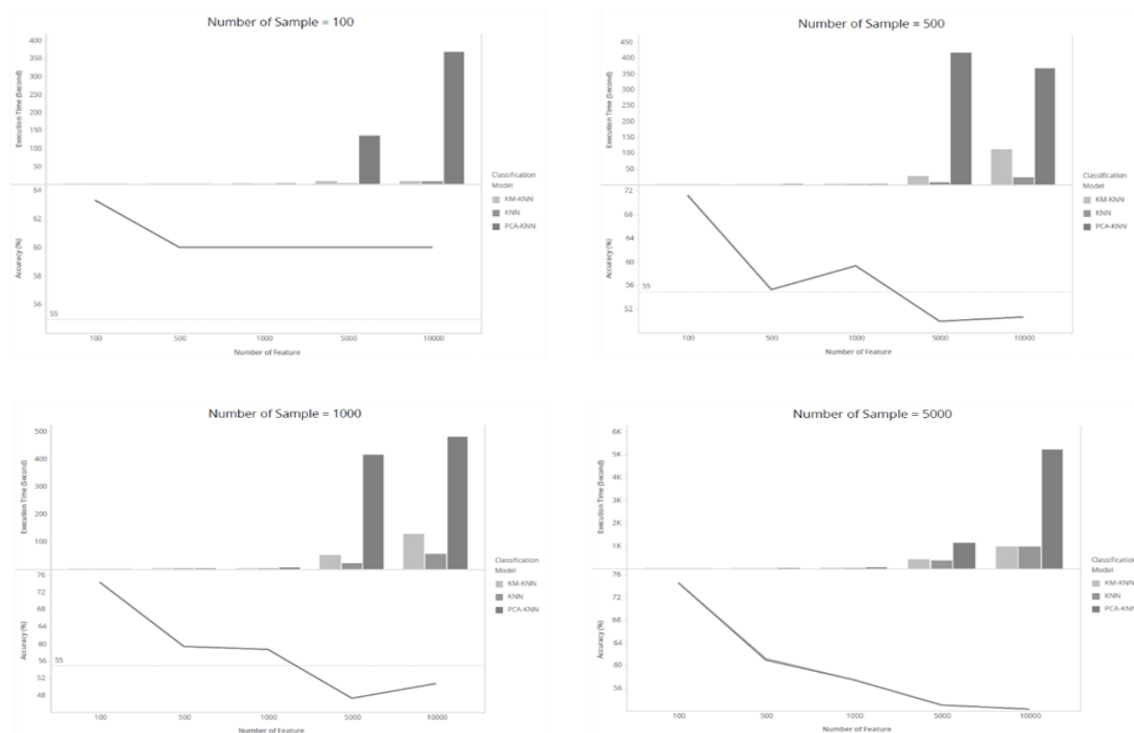 Number of Sample = 100
400
350
300
250
200
150
100
50
Execution Time (Second)
64
62
60
58
56
Accuracy (%)
55
100 500 1000 5000 10000
Number of Feature
Classification
Model
KM-KNN
KNN
PCA-KNN
Number of Sample = 500
450
400
350
300
250
200
150
100
50
Execution Time (Second)
72
68
64
60
56
52
Accuracy (%)
55
100 500 1000 5000 10000
Number of Feature
Classification
Model
KM-KNN
KNN
PCA-KNN
Number of Sample = 1000
500
400
300
200
100
Execution Time (Second)
76
72
68
64
60
56
52
48
Accuracy (%)
55
100 500 1000 5000 10000
Number of Feature
Classification
Model
KM-KNN
KNN
PCA-KNN
Number of Sample = 5000
6K
5K
4K
3K
2K
1K
Execution Time (Second)
76
72
68
64
60
56
Accuracy (%)
100 500 1000 5000 10000
Number of Feature
Classification
Model
KM-KNN
KNN
PCA-KNN